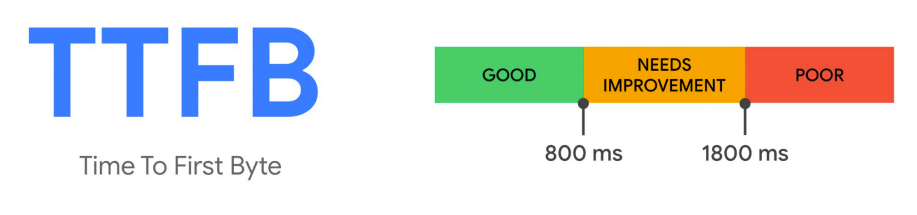 TTFB
Time To First Byte
GOOD
NEEDS
IMPROVEMENT
POOR
800 ms
1800 ms